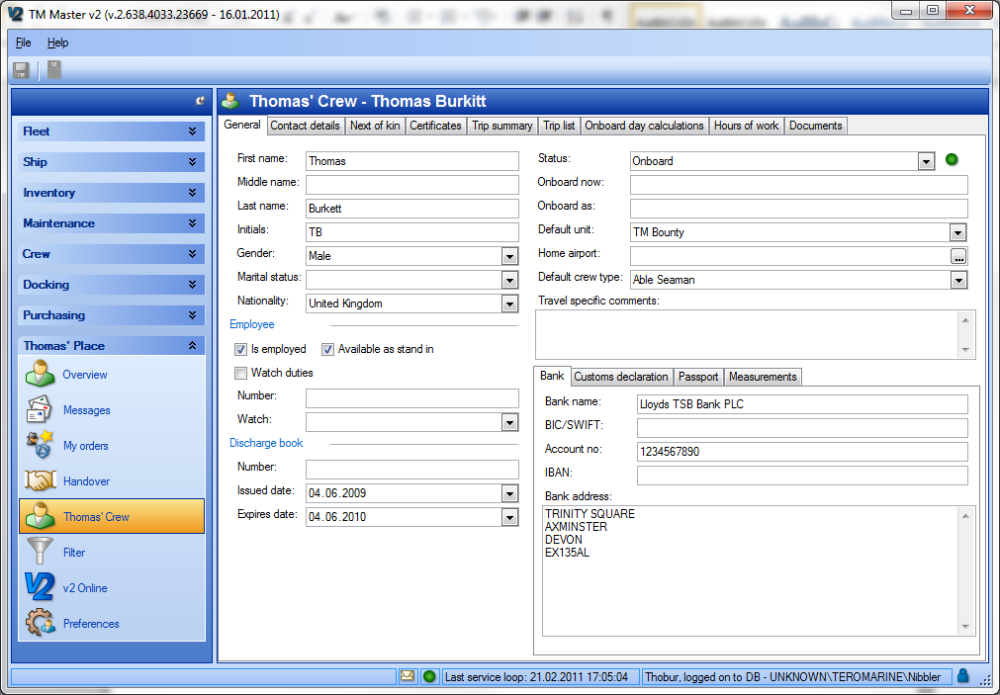 TM Master v2 (v.2.638.4033.23669 - 16.01.2011)
File Help
Thomas' Crew - Thomas Burkitt
Fleet
Ship
Inventory
Maintenance
Crew
Docking
Purchasing
Thomas' Place
Overview
Messages
My orders
Handover
Thomas' Crew
Filter
V2 v2 Online
Preferences
General Contact details Next of kin Certificates Trip summary Trip list Onboard day calculations Hours of work Documents
First name: Thomas
Middle name:
Last name: Burkett
Initials: TB
Gender: Male
Marital status:
Nationality: United Kingdom
Employee
Is employed Available as stand in
Watch duties
Number:
Watch:
Discharge book
Number:
Issued date: 04.06.2009
Expires date: 04.06.2010
Status: Onboard
Onboard now:
Onboard as:
Default unit: TM Bounty
Home airport: ...
Default crew type: Able Seaman
Travel specific comments:
Bank Customs declaration Passport Measurements
Bank name: Lloyds TSB Bank PLC
BIC/SWIFT:
Account no: 1234567890
IBAN:
Bank address:
TRINITY SQUARE
AXMINSTER
DEVON
EX135AL
Last service loop: 21.02.2011 17:05:04 Thobur, logged on to DB - UNKNOWN\TEROMARINE\Nibbler